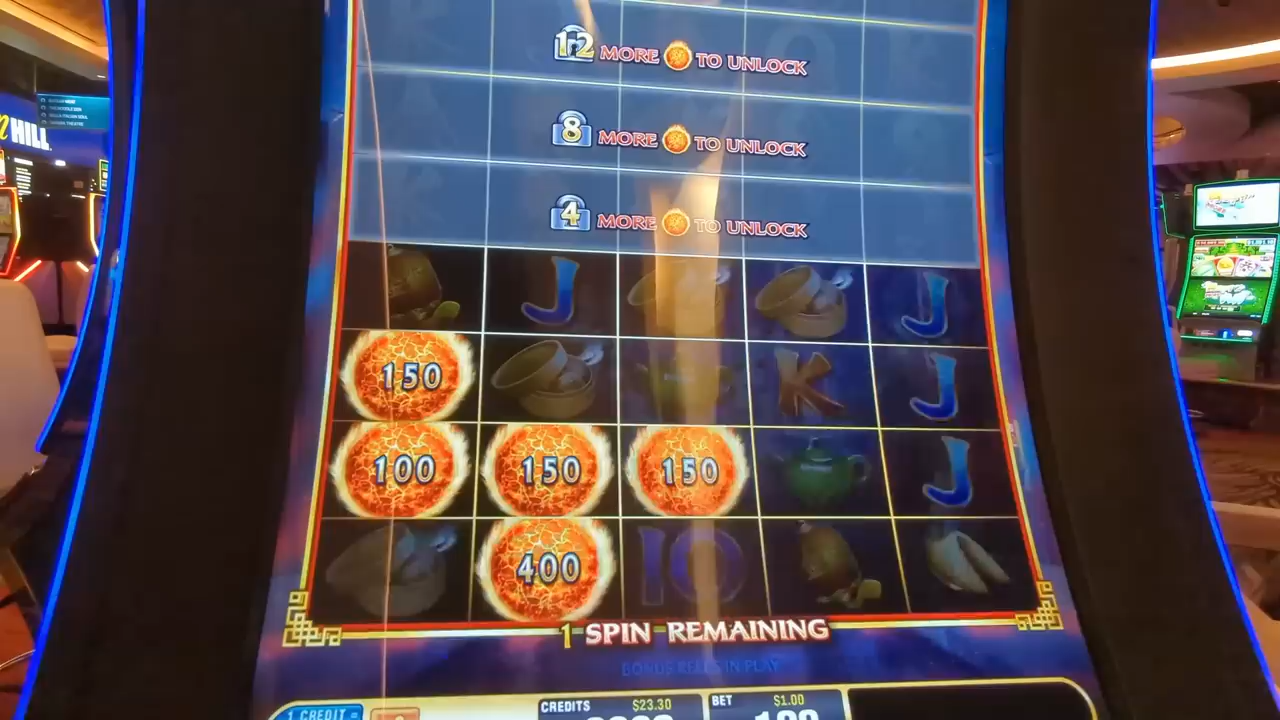 12 MORE TO UNLOCK
8 MORE TO UNLOCK
4 MORE TO UNLOCK
HILL
J
J
150
K
J
100
150
150
J
400
10
1 SPIN REMAINING
BONUS REELS IN PLAY
1 CREDIT =
CREDITS $23.30
BET $1.00